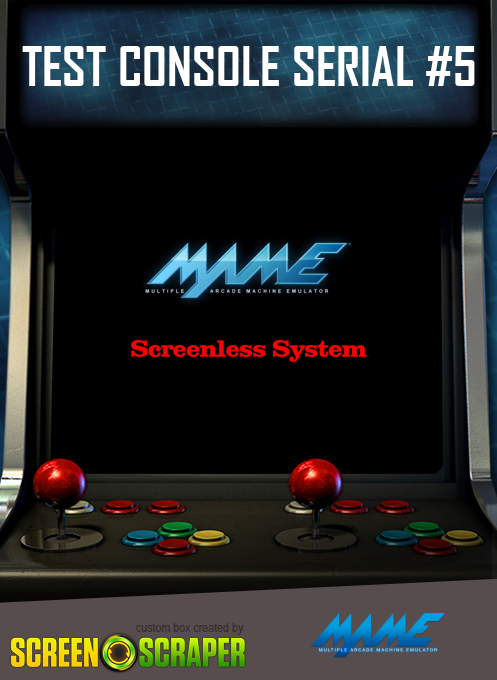 TEST CONSOLE SERIAL #5
MAME
MULTIPLE ARCADE MACHINE EMULATOR
Screenless System
custom box created by
SCREEN SCRAPER
MAME
MULTIPLE ARCADE MACHINE EMULATOR